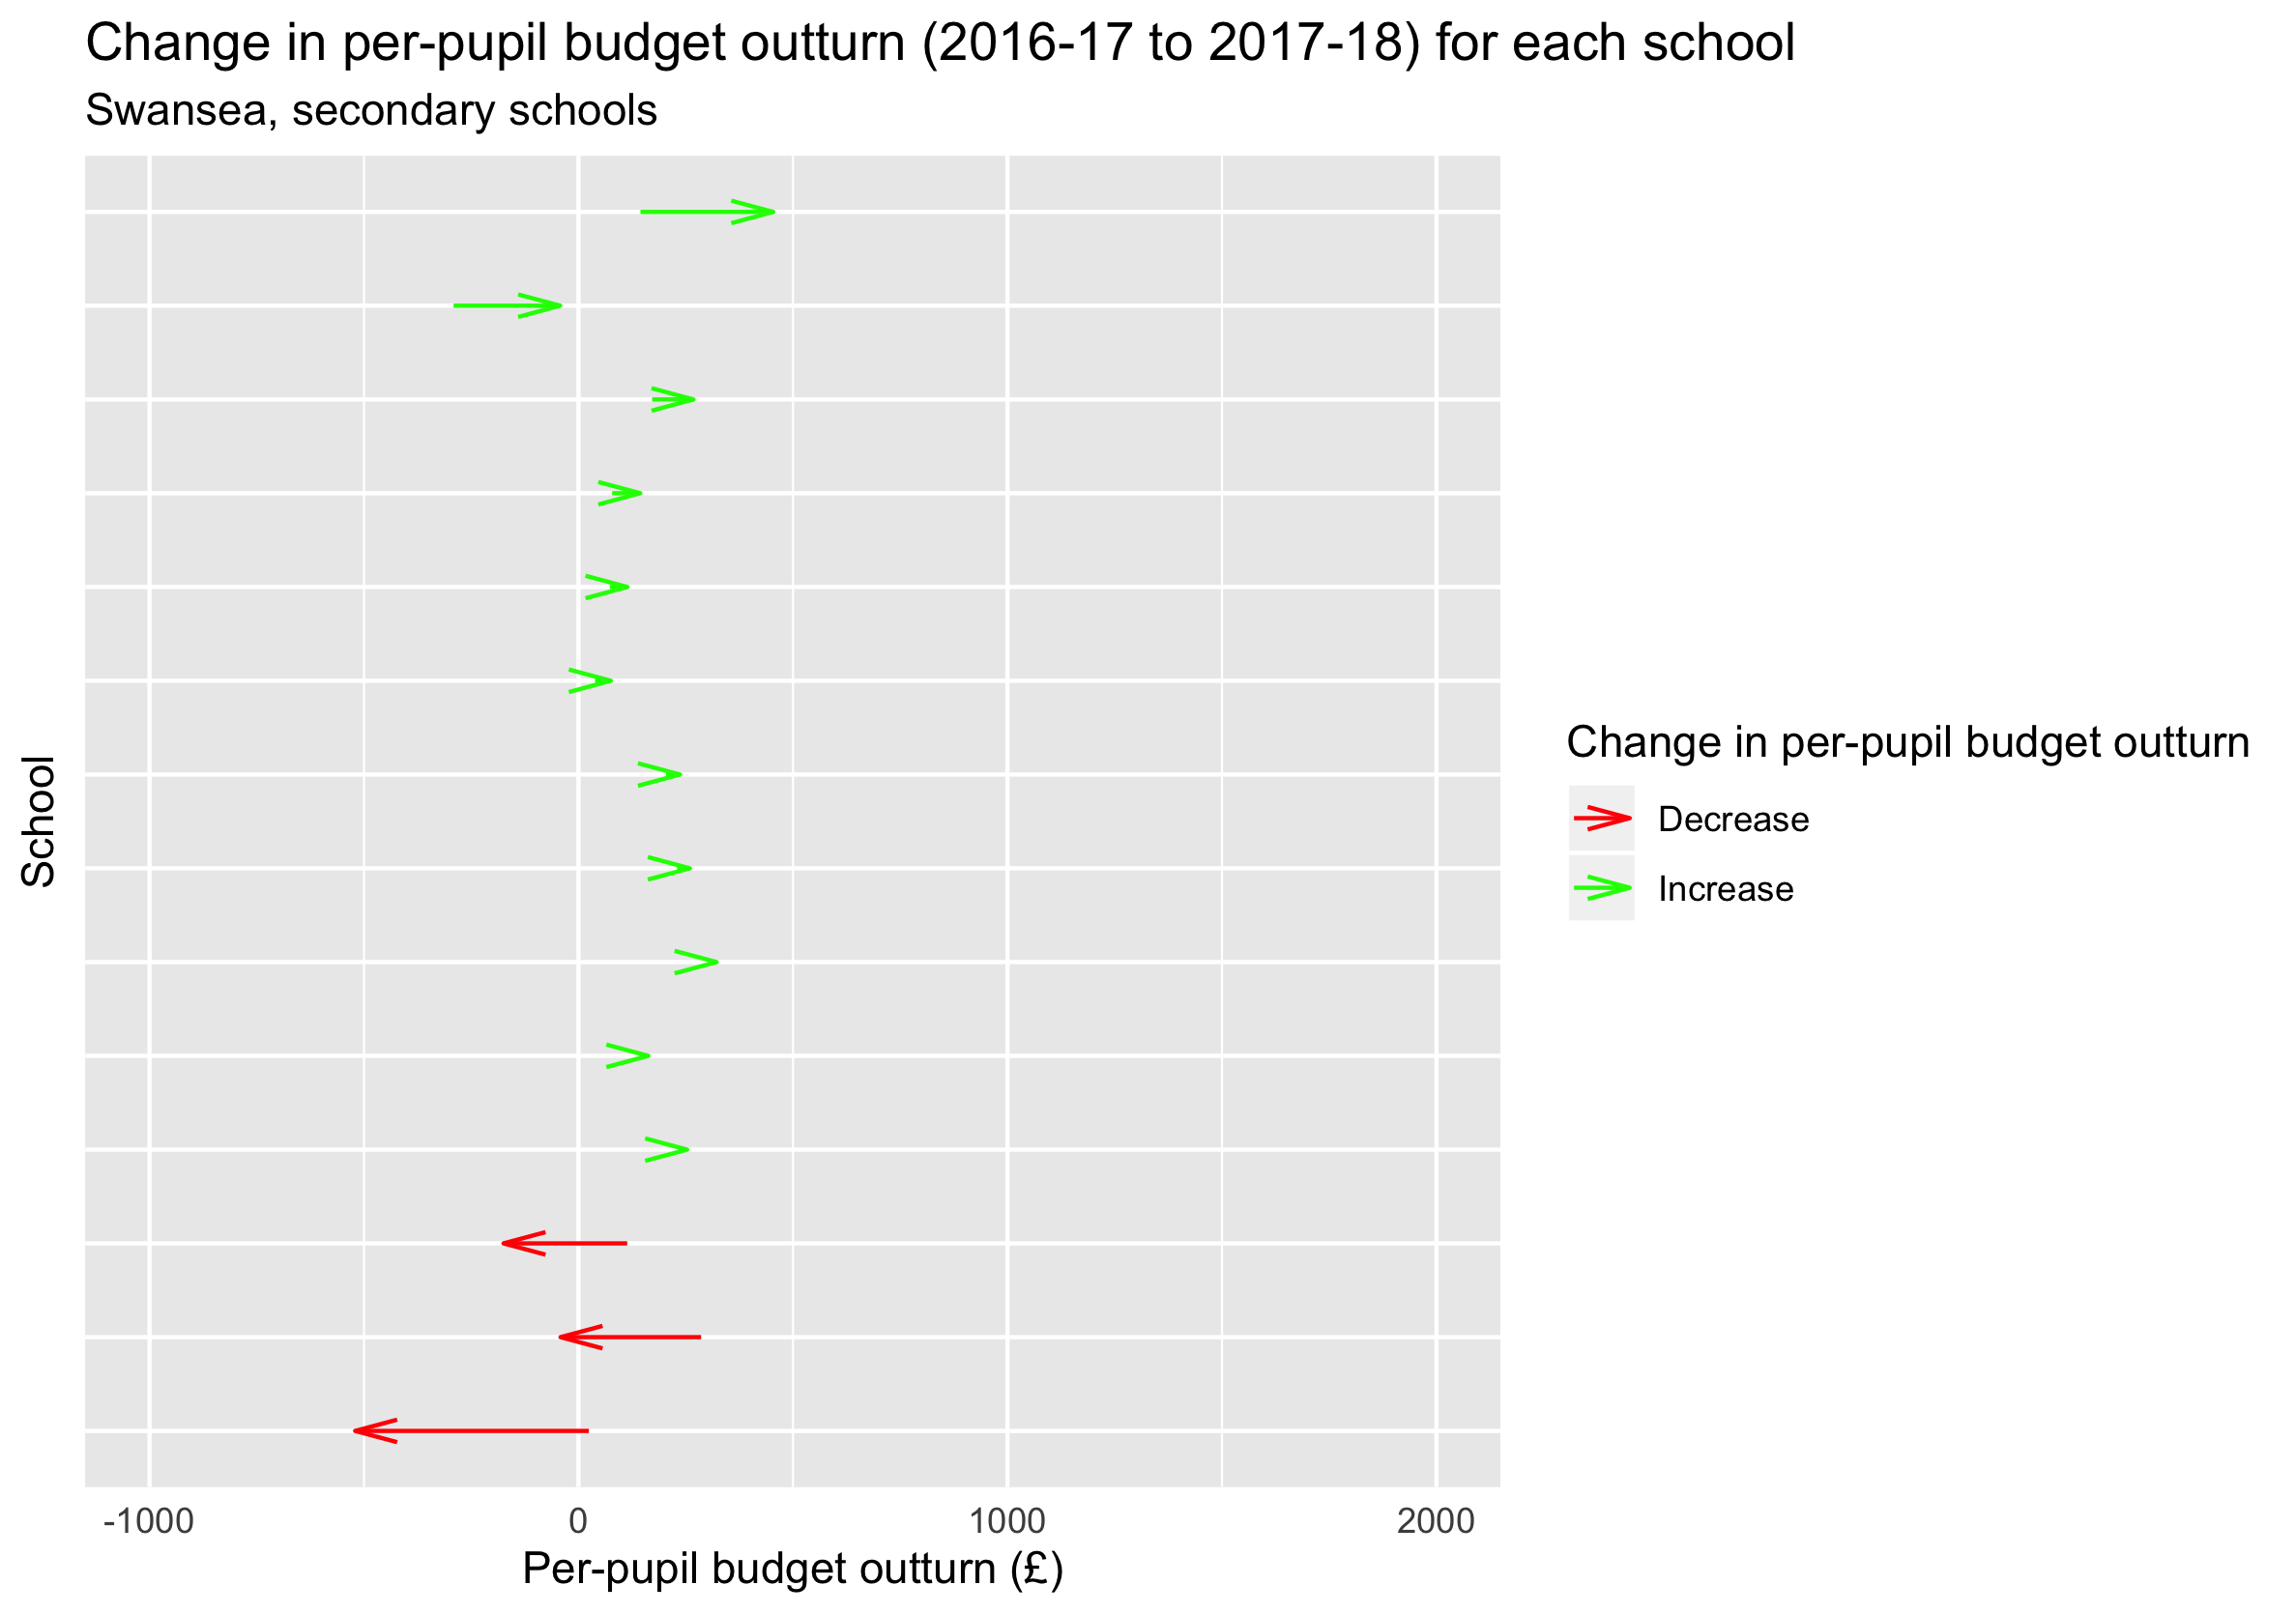 Change in per-pupil budget outturn (2016-17 to 2017-18) for each school
Swansea, secondary schools
School
Change in per-pupil budget outturn
Decrease
Increase
-1000 0 1000 2000
Per-pupil budget outturn (£)